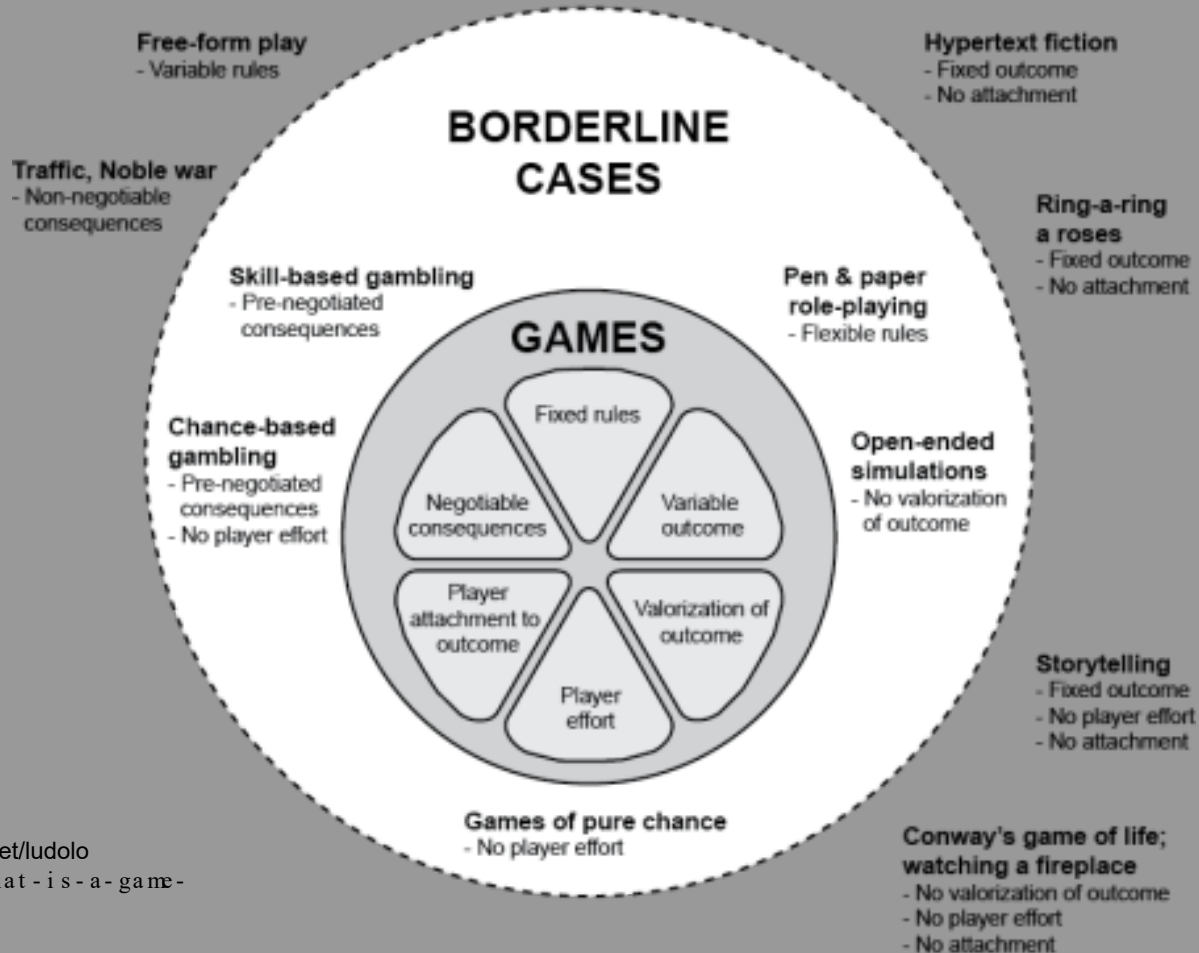 Free-form play
- Variable rules
Hypertext fiction
- Fixed outcome
- No attachment
BORDERLINE
CASES
Traffic, Noble war
- Non-negotiable
consequences
Ring-a-ring
a roses
- Fixed outcome
- No attachment
Skill-based gambling
- Pre-negotiated
consequences
Pen & paper
role-playing
- Flexible rules
GAMES
Fixed rules
Chance-based
gambling
- Pre-negotiated
consequences
- No player effort
Negotiable
consequences
Variable
outcome
Open-ended
simulations
- No valorization
of outcome
Player
attachment to
outcome
Valorization of
outcome
Player
effort
Storytelling
- Fixed outcome
- No player effort
- No attachment
Games of pure chance
- No player effort
Conway's game of life;
watching a fireplace
- No valorization of outcome
- No player effort
- No attachment
et/ludolo
at-is-a-game-